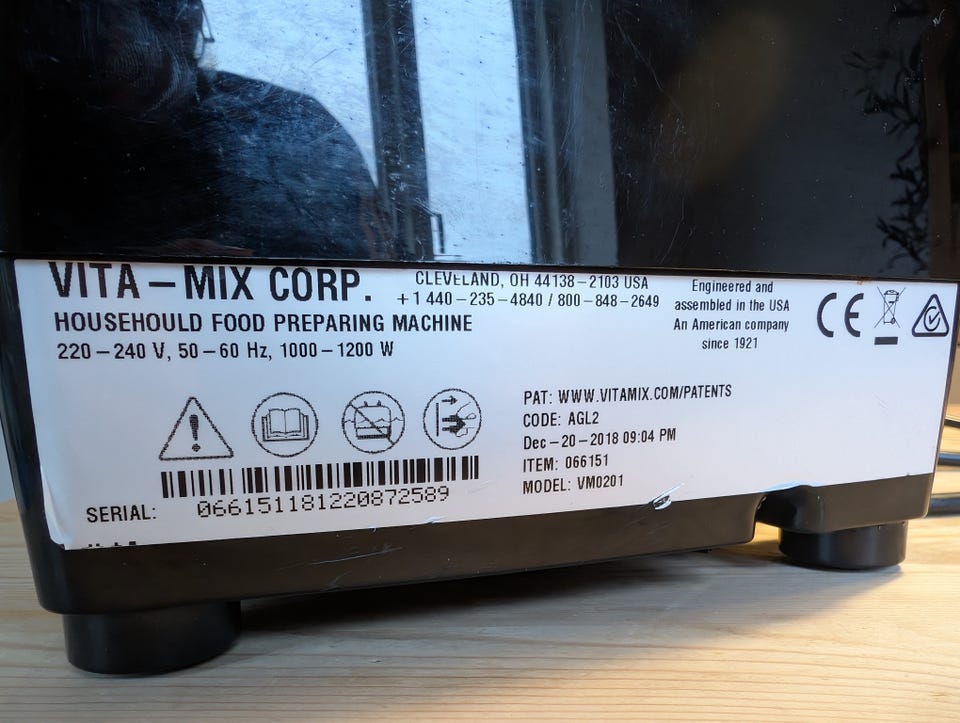 VITA-MIX CORP.
CLEVELAND, OH 44138-2103 USA
+1 440-235-4840 / 800-848-2649
HOUSEHOULD FOOD PREPARING MACHINE
220-240 V, 50-60 Hz, 1000-1200 W
Engineered and
assembled in the USA
An American company
since 1921
CE
PAT: WWW.VITAMIX.COM/PATENTS
CODE: AGL2
Dec-20-2018 09:04 PM
ITEM: 066151
MODEL: VM0201
SERIAL: 066151181220872589